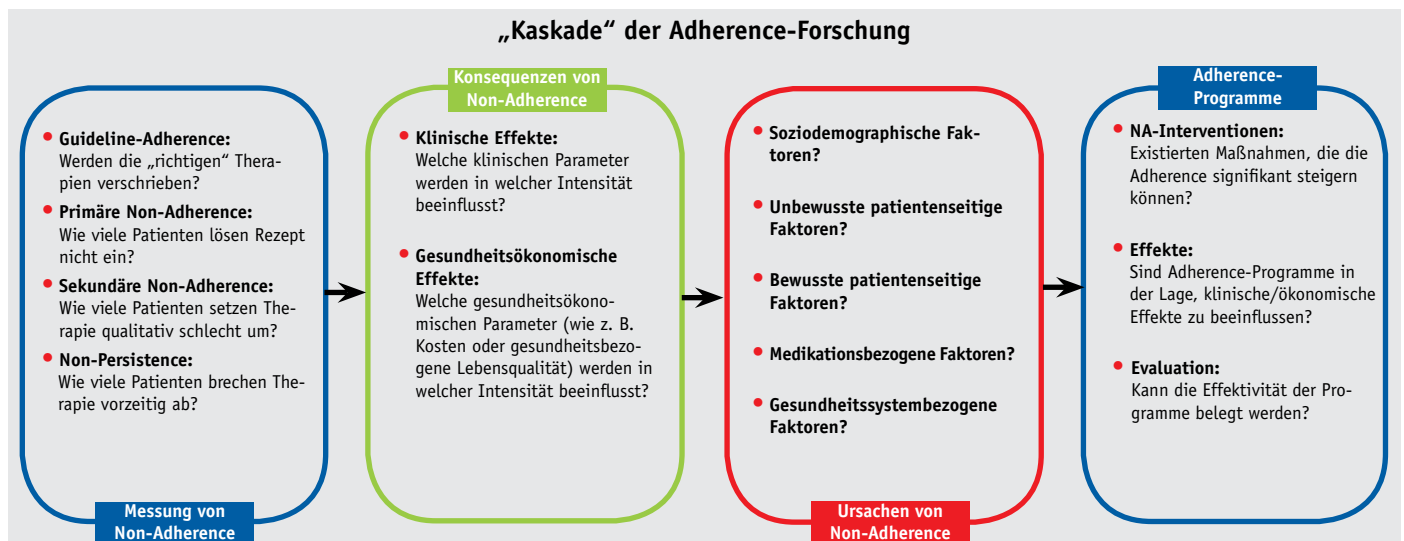 „Kaskade“ der Adherence-Forschung
• Guideline-Adherence:
Werden die „richtigen“ Thera-
pien verschrieben?
• Primäre Non-Adherence:
Wie viele Patienten lösen Rezept
nicht ein?
• Sekundäre Non-Adherence:
Wie viele Patienten setzen The-
rapie qualitativ schlecht um?
• Non-Persistence:
Wie viele Patienten brechen The-
rapie vorzeitig ab?
Messung von
Non-Adherence
Konsequenzen von
Non-Adherence
• Klinische Effekte:
Welche klinischen Parameter
werden in welcher Intensität
beeinflusst?
• Gesundheitsökonomische
Effekte:
Welche gesundheitsökono-
mischen Parameter (wie z. B.
Kosten oder gesundheitsbezo-
gene Lebensqualität) werden in
welcher Intensität beeinflusst?
• Soziodemographische Fak-
toren?
• Unbewusste patientenseitige
Faktoren?
• Bewusste patientenseitige
Faktoren?
• Medikationsbezogene Faktoren?
• Gesundheitssystembezogene
Faktoren?
Ursachen von
Non-Adherence
Adherence-
Programme
• NA-Interventionen:
Existierten Maßnahmen, die die
Adherence signifikant steigern
können?
• Effekte:
Sind Adherence-Programme in
der Lage, klinische/ökonomische
Effekte zu beeinflussen?
• Evaluation:
Kann die Effektivität der Pro-
gramme belegt werden?